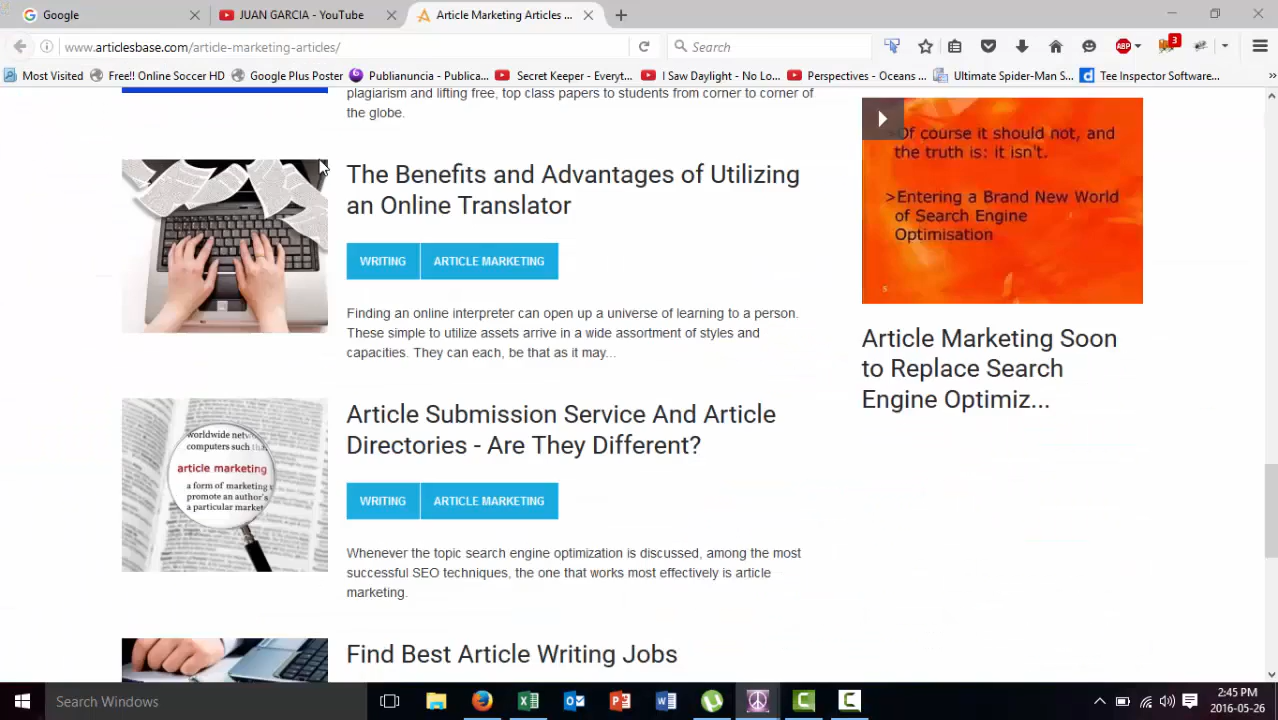 Google
JUAN GARCIA - YouTube
Article Marketing Articles ...
www.articlesbase.com/article-marketing-articles/
Search
ABP
3
Most Visited
Free!! Online Soccer HD
Google Plus Poster
Publianuncia - Publica...
Secret Keeper - Everyt...
I Saw Daylight - No Lo...
Perspectives - Oceans ...
Ultimate Spider-Man S...
Tee Inspector Software...
plagiarism and lifting free, top class papers to students from corner to corner of
the globe.
The Benefits and Advantages of Utilizing
an Online Translator
WRITING
ARTICLE MARKETING
Finding an online interpreter can open up a universe of learning to a person.
These simple to utilize assets arrive in a wide assortment of styles and
capacities. They can each, be that as it may...
worldwide netw
computers such
article marketing
a form of marketing
promote an author's
a particular market
Article Submission Service And Article
Directories - Are They Different?
WRITING
ARTICLE MARKETING
Whenever the topic search engine optimization is discussed, among the most
successful SEO techniques, the one that works most effectively is article
marketing.
Find Best Article Writing Jobs
>Of course it should not, and
the truth is: it isn't.
>Entering a Brand New World
of Search Engine
Optimisation
Article Marketing Soon
to Replace Search
Engine Optimiz...
Search Windows
2:45 PM
2016-05-26